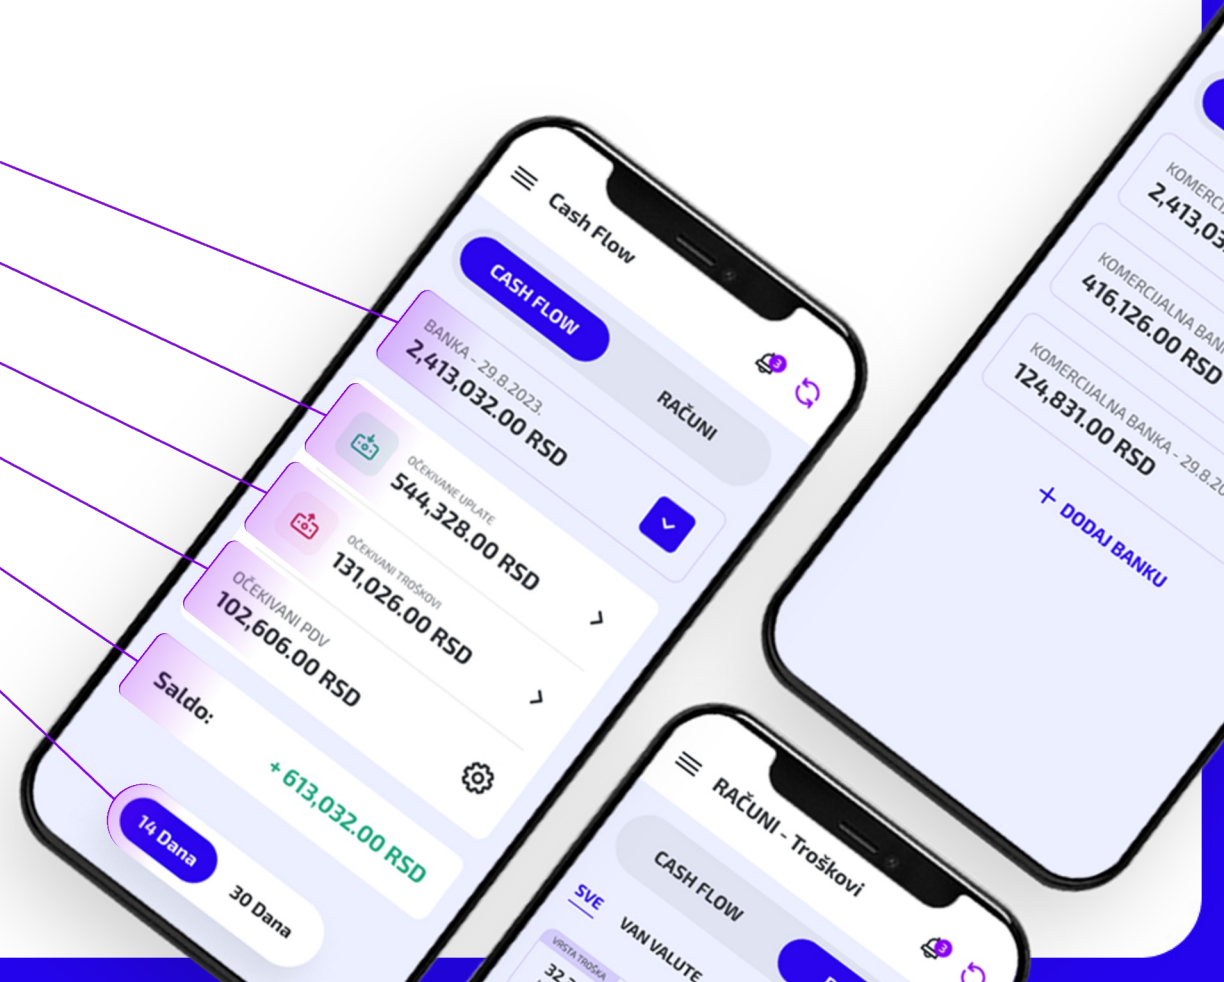 Cash Flow
3
CASH FLOW
RAČUNI
BANKA - 29.8.2023.
2,413,032.00 RSD
OČEKIVANE UPLATE
544,328.00 RSD
OČEKIVANI TROŠKOVI
131,026.00 RSD
OČEKIVANI PDV
102,606.00 RSD
Saldo:
+ 613,032.00 RSD
14 Dana
30 Dana
2,413,03
KOMERCIJALNA BAN
416,126.00 RSD
KOMERCIJALNA BANKA - 29.8.20
124,831.00 RSD
+ DODAJ BANKU
RAČUNI - Troškovi
3
CASH FLOW
SVE
VAN VALUTE
VRSTA TROŠKA